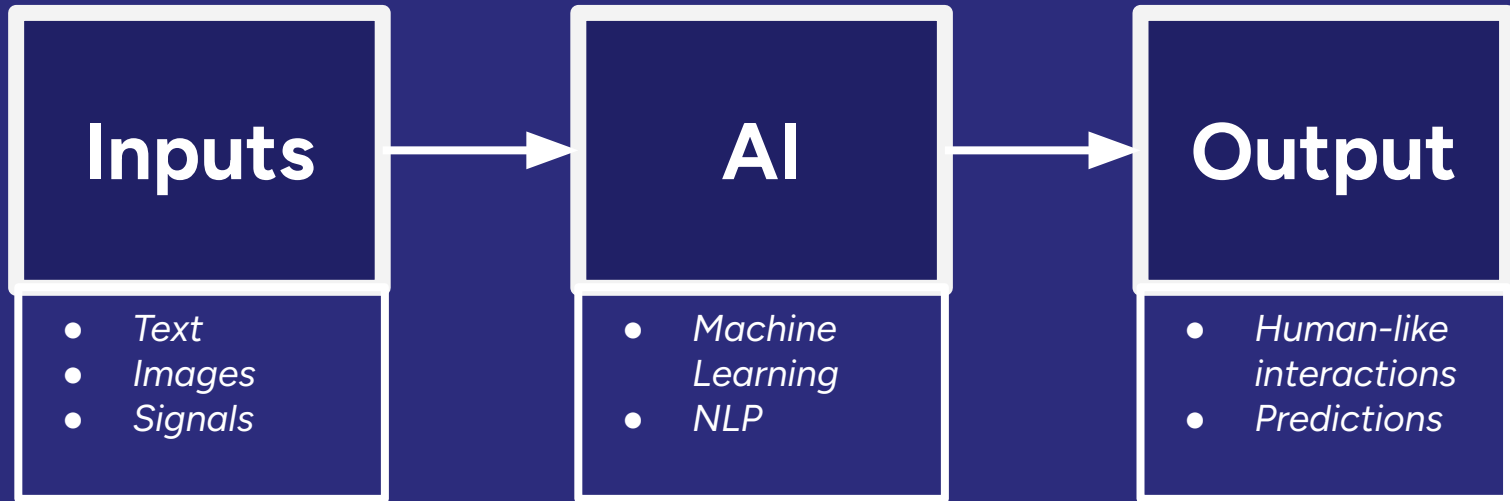 Inputs
● Text
● Images
● Signals
AI
● Machine
Learning
● NLP
Output
● Human-like
interactions
● Predictions